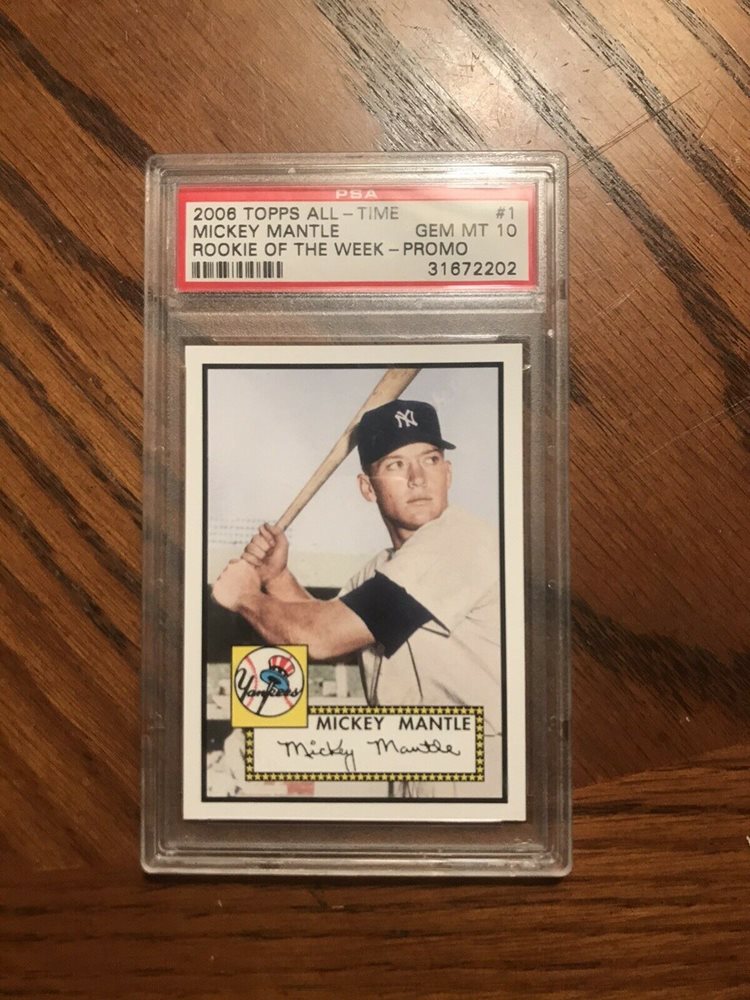 PSA
2006 TOPPS ALL-TIME #1
MICKEY MANTLE GEM MT 10
ROOKIE OF THE WEEK-PROMO
31672202
NY
Yankees
MICKEY MANTLE
Mickey Mantle